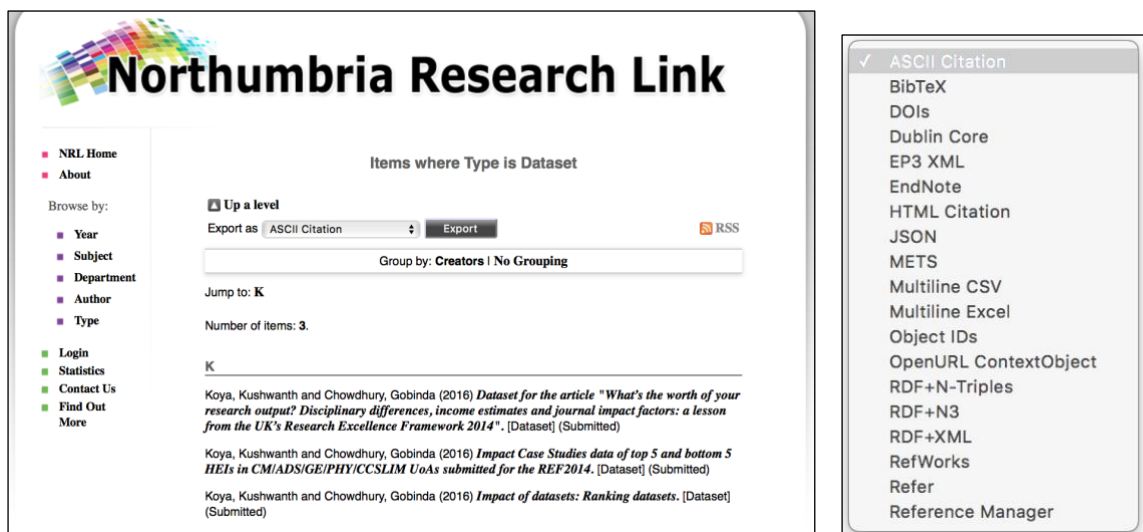 Northumbria Research Link
NRL Home
About
Browse by:
Year
Subject
Department
Author
Type
Login
Statistics
Contact Us
Find Out
More
Items where Type is Dataset
Up a level
Export as ASCII Citation Export RSS
Group by: Creators | No Grouping
Jump to: K
Number of items: 3.
K
Koya, Kushwanth and Chowdhury, Gobinda (2016) Dataset for the article "What's the worth of your
research output? Disciplinary differences, income estimates and journal impact factors: a lesson
from the UK's Research Excellence Framework 2014". [Dataset] (Submitted)
Koya, Kushwanth and Chowdhury, Gobinda (2016) Impact Case Studies data of top 5 and bottom 5
HEIs in CM/ADS/GE/PHY/CCSLIM UoAs submitted for the REF2014. [Dataset] (Submitted)
Koya, Kushwanth and Chowdhury, Gobinda (2016) Impact of datasets: Ranking datasets. [Dataset]
(Submitted)
✓ ASCII Citation
BibTeX
DOIs
Dublin Core
EP3 XML
EndNote
HTML Citation
JSON
METS
Multiline CSV
Multiline Excel
Object IDs
OpenURL ContextObject
RDF+N-Triples
RDF+N3
RDF+XML
RefWorks
Refer
Reference Manager